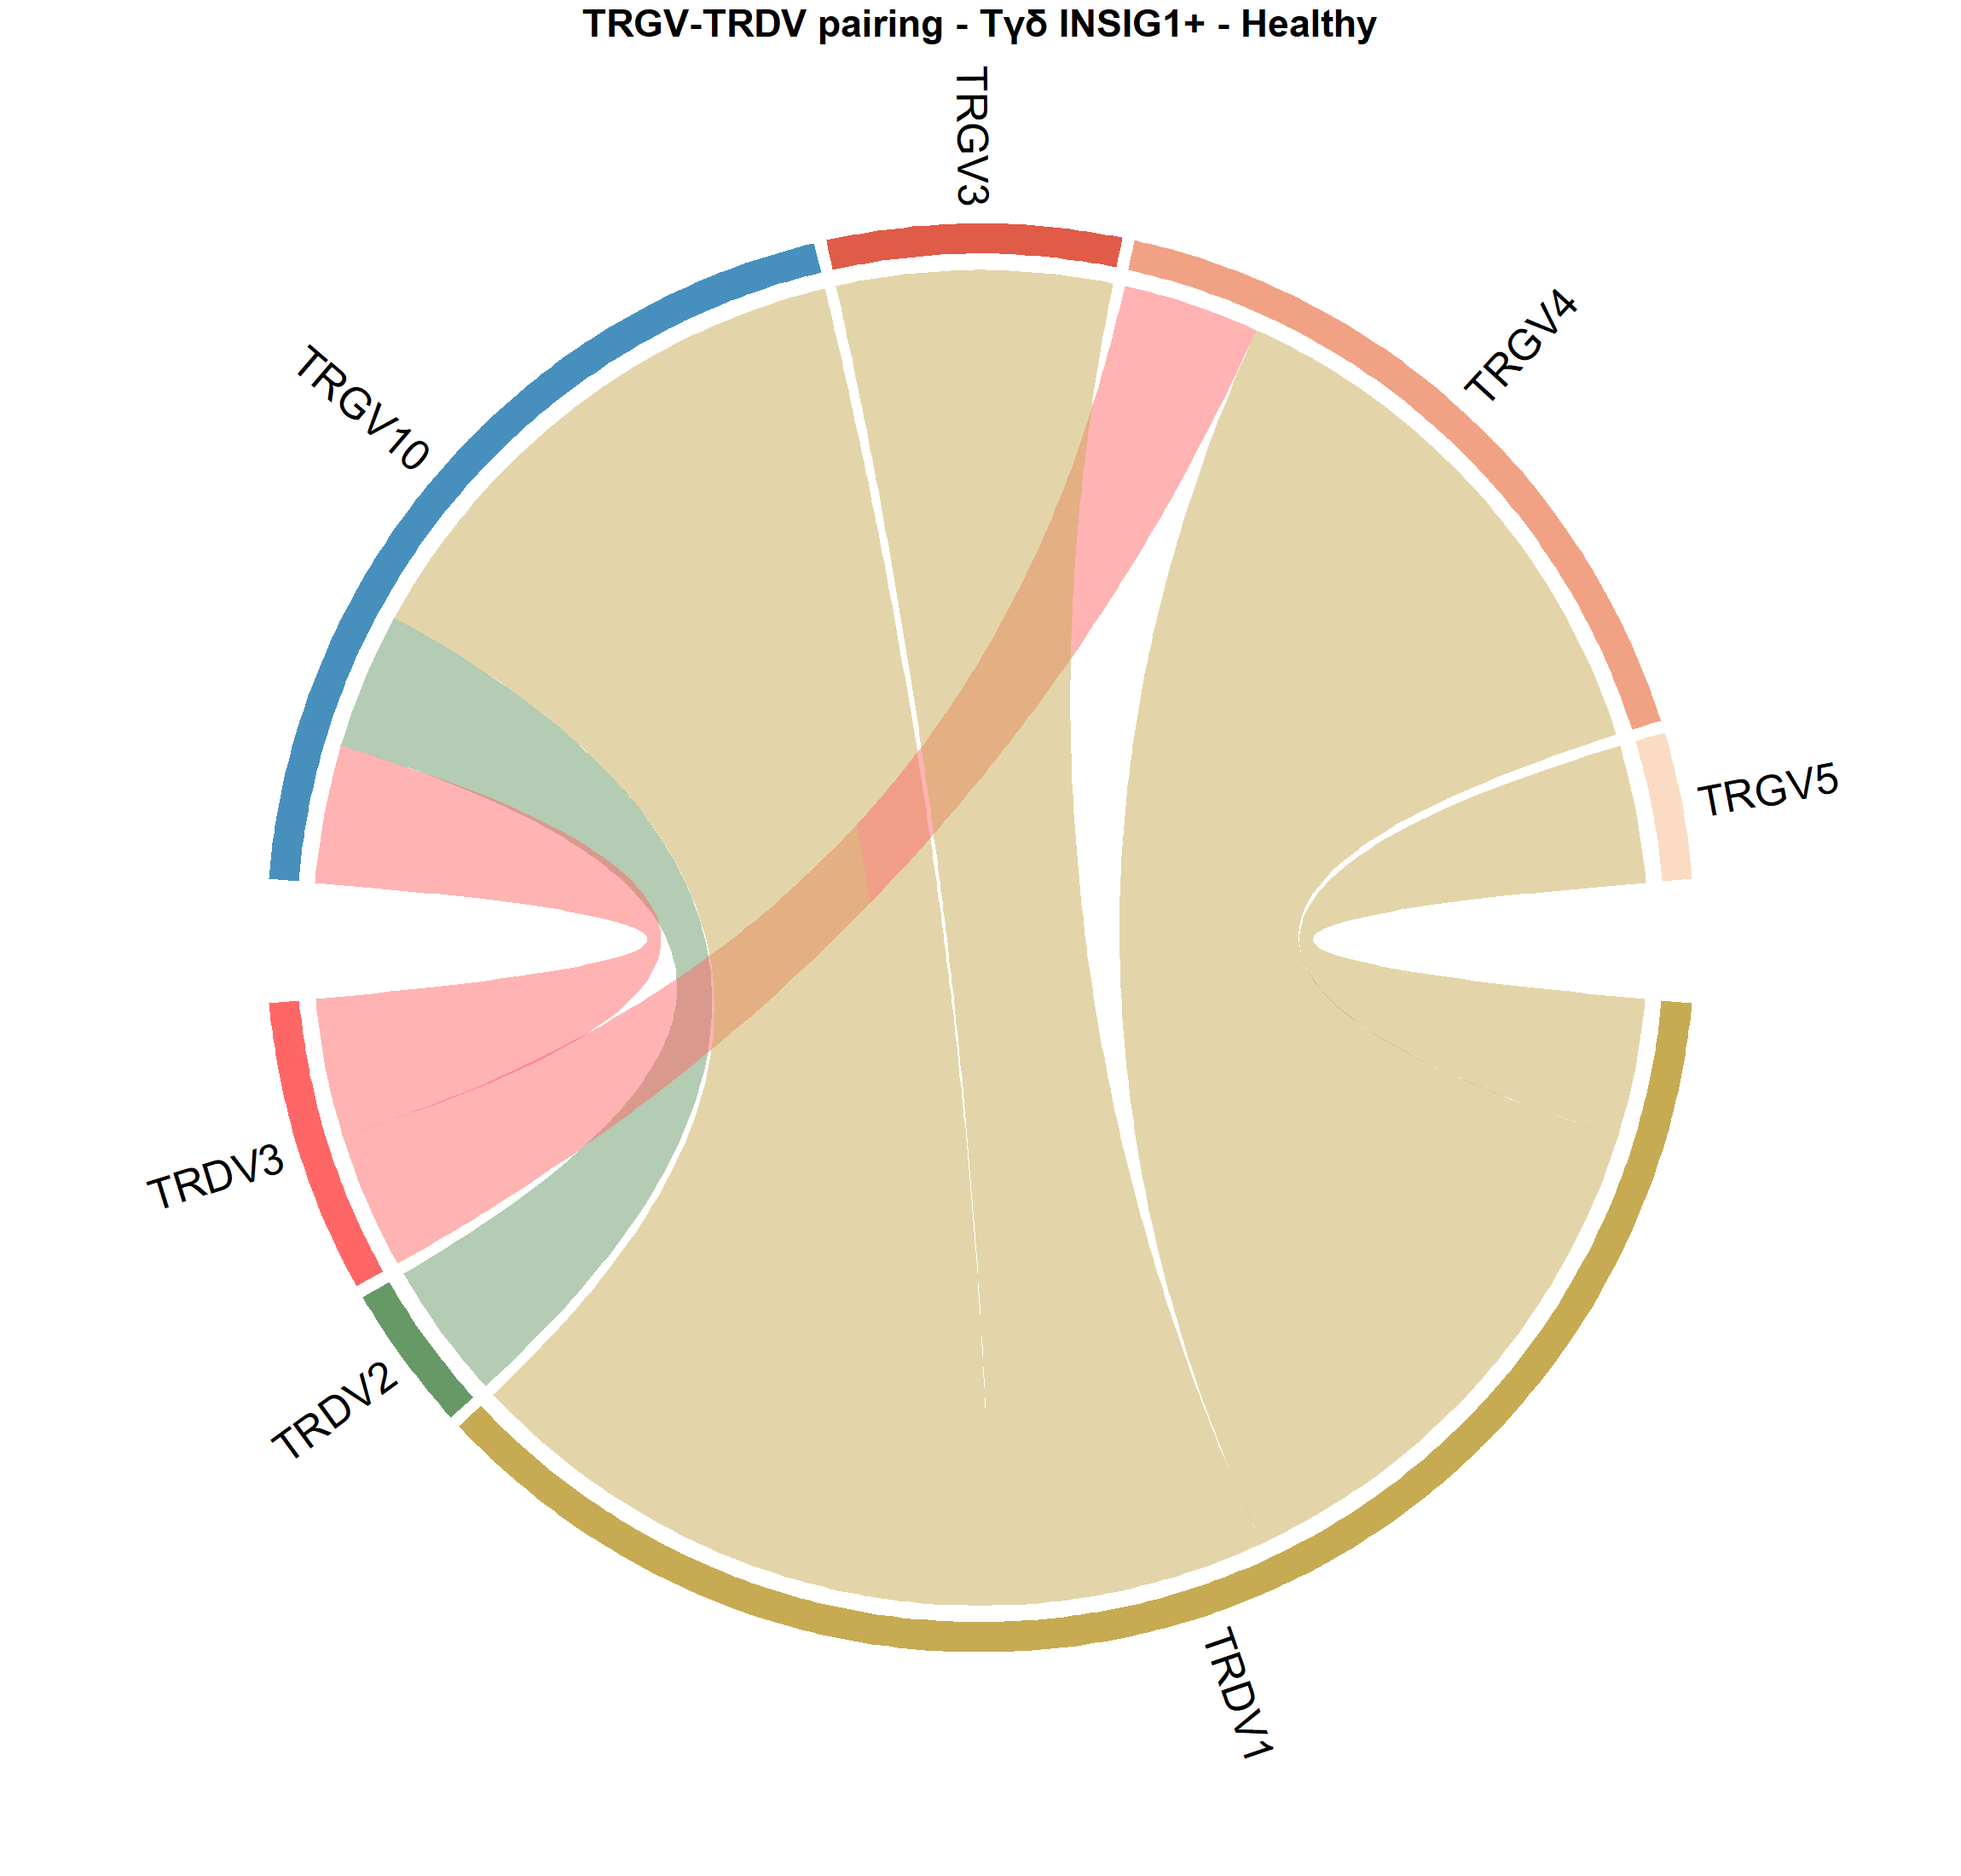 TRGV-TRDV pairing - Tγδ INSIG1+ - Healthy
TRGV3
TRGV4
TRGV10
TRGV5
TRDV3
TRDV2
TRDV1